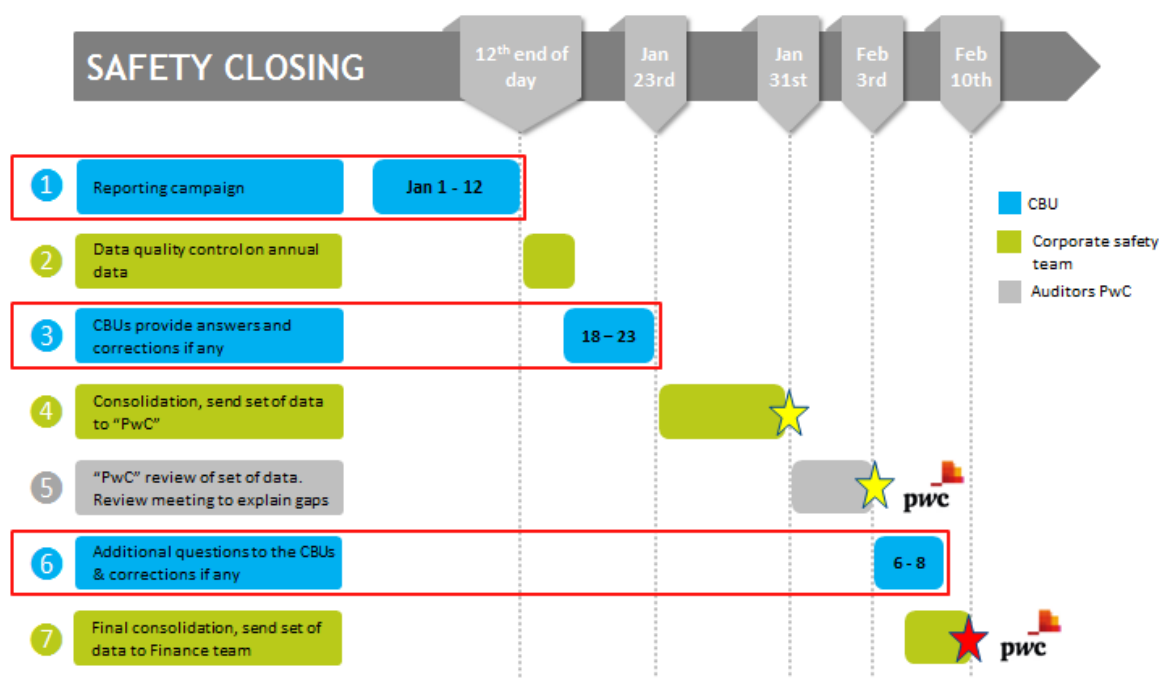 SAFETY CLOSING
12th end of
day
Jan
23rd
Jan
31st
Feb
3rd
Feb
10th
1
Reporting campaign
Jan 1 - 12
2
Data quality control on annual
data
3
CBUs provide answers and
corrections if any
18 – 23
4
Consolidation, send set of data
to “PwC”
5
“PwC” review of set of data.
Review meeting to explain gaps
pwc
6
Additional questions to the CBUs
& corrections if any
6 - 8
7
Final consolidation, send set of
data to Finance team
pwc
CBU
Corporate safety
team
Auditors PwC